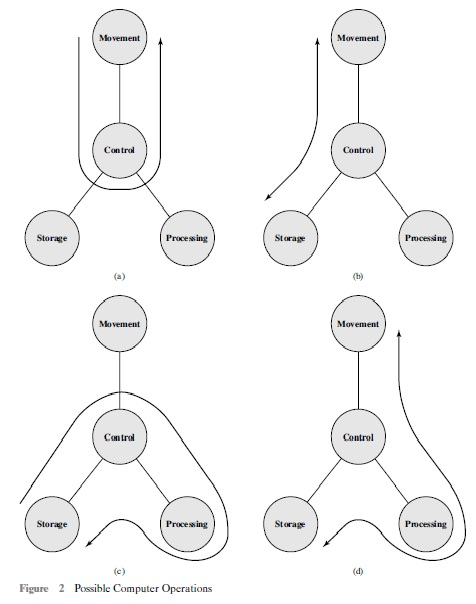 Movement Movement
Control Control
Storage Processing Storage Processing
(a) (b)
Movement Movement
Control Control
Storage Processing Storage Processing
(c) (d)
Figure 2 Possible Computer Operations